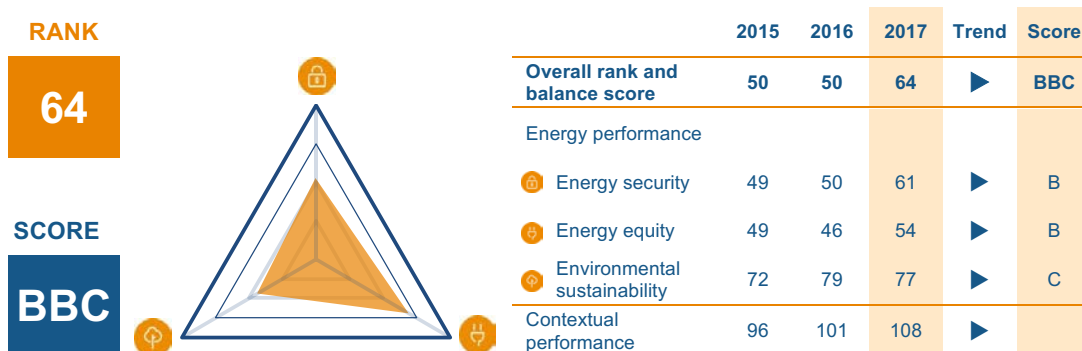 RANK
64
SCORE
BBC
2015 2016 2017 Trend Score
Overall rank and
balance score 50 50 64 ▶ BBC
Energy performance
Energy security 49 50 61 ▶ B
Energy equity 49 46 54 ▶ B
Environmental
sustainability 72 79 77 ▶ C
Contextual
performance 96 101 108 ▶